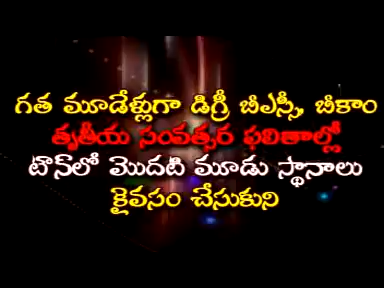 గత మూడేళ్లుగా డిగ్రీ బీఎస్సీ, బీకాం
తృతీయ సంవత్సర ఫలితాల్లో
టౌన్‌లో మొదటి మూడు స్థానాలు
కైవసం చేసుకుని